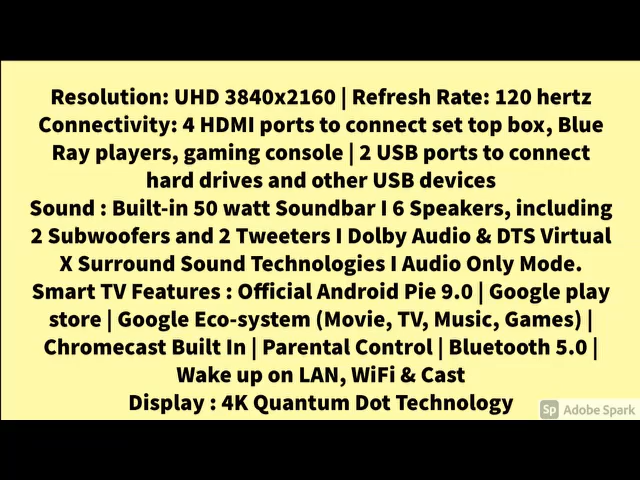 Resolution: UHD 3840x2160 | Refresh Rate: 120 hertz
Connectivity: 4 HDMI ports to connect set top box, Blue
Ray players, gaming console | 2 USB ports to connect
hard drives and other USB devices
Sound : Built-in 50 watt Soundbar I 6 Speakers, including
2 Subwoofers and 2 Tweeters I Dolby Audio & DTS Virtual
X Surround Sound Technologies I Audio Only Mode.
Smart TV Features : Official Android Pie 9.0 | Google play
store | Google Eco-system (Movie, TV, Music, Games) |
Chromecast Built In | Parental Control | Bluetooth 5.0 |
Wake up on LAN, WiFi & Cast
Display : 4K Quantum Dot Technology
Sp Adobe Spark